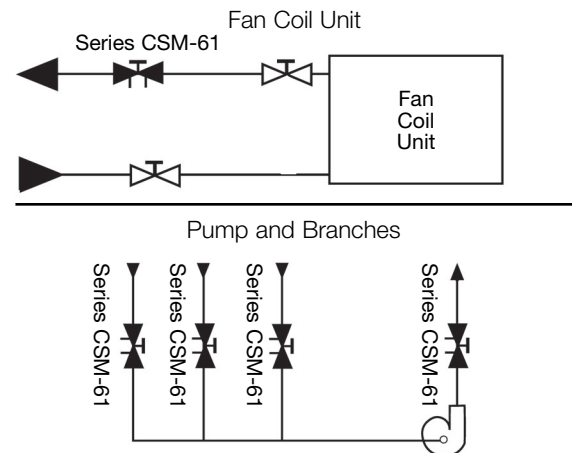 Fan Coil Unit
Series CSM-61
Fan
Coil
Unit
Pump and Branches
Series CSM-61
Series CSM-61
Series CSM-61
Series CSM-61